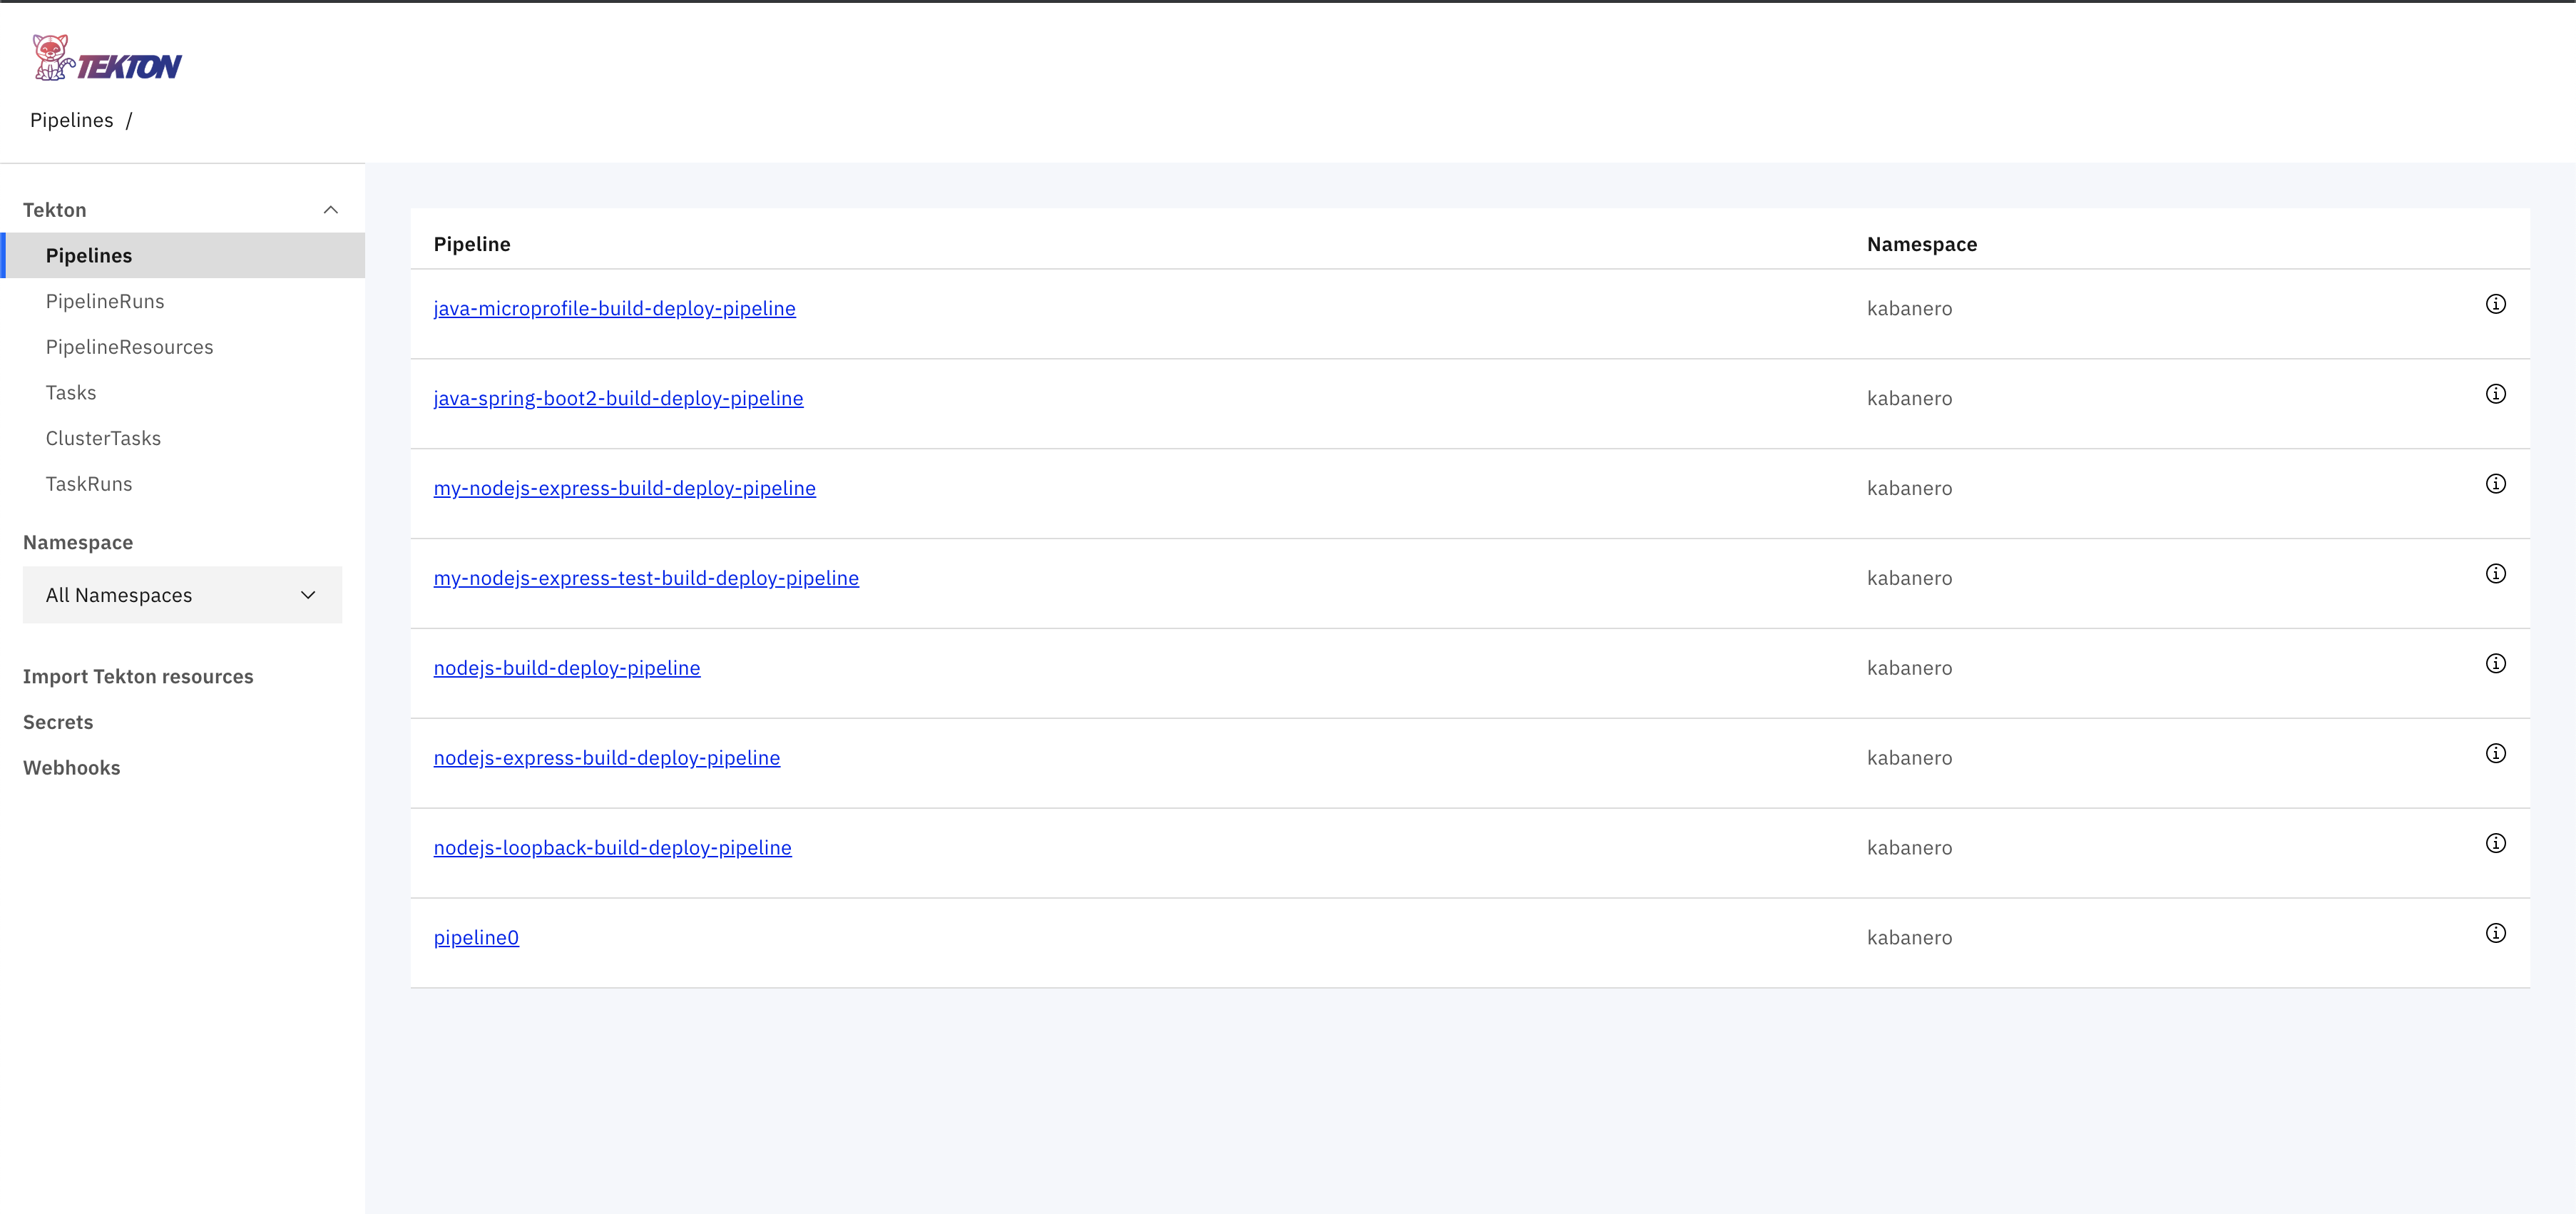 TEKTON
Pipelines /
Tekton
Pipelines
PipelineRuns
PipelineResources
Tasks
ClusterTasks
TaskRuns
Namespace
All Namespaces
Import Tekton resources
Secrets
Webhooks
Pipeline Namespace
java-microprofile-build-deploy-pipeline kabanero
java-spring-boot2-build-deploy-pipeline kabanero
my-nodejs-express-build-deploy-pipeline kabanero
my-nodejs-express-test-build-deploy-pipeline kabanero
nodejs-build-deploy-pipeline kabanero
nodejs-express-build-deploy-pipeline kabanero
nodejs-loopback-build-deploy-pipeline kabanero
pipeline0 kabanero